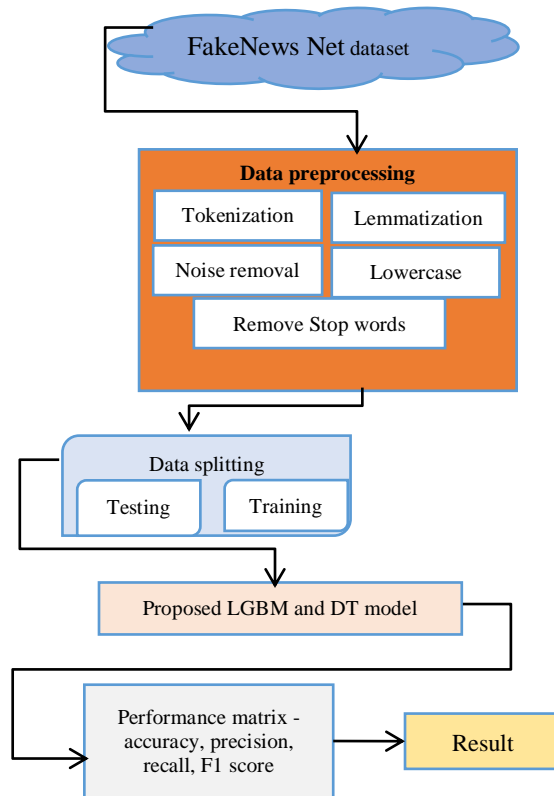 FakeNews Net dataset
Data preprocessing
Tokenization
Lemmatization
Noise removal
Lowercase
Remove Stop words
Data splitting
Testing
Training
Proposed LGBM and DT model
Performance matrix -
accuracy, precision,
recall, F1 score
Result